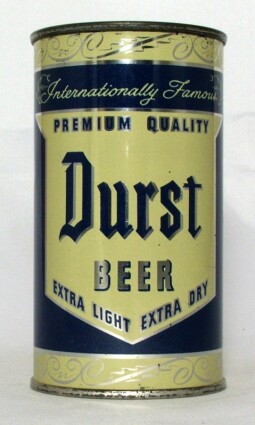 Internationally Famous
PREMIUM QUALITY
Durst
BEER
EXTRA LIGHT EXTRA DRY